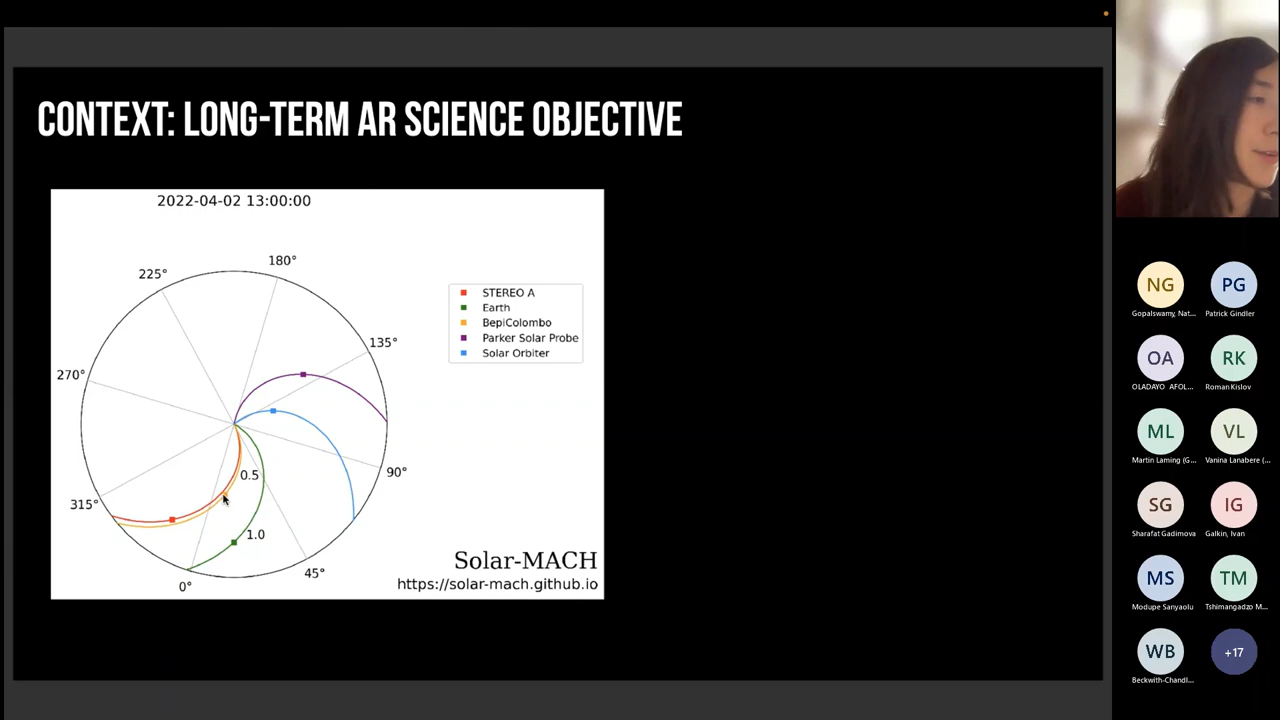 CONTEXT: LONG-TERM AR SCIENCE OBJECTIVE
2022-04-02 13:00:00
180°
225°
135°
270°
90°
315°
45°
0°
0.5
1.0
STEREO A
Earth
BepiColombo
Parker Solar Probe
Solar Orbiter
Solar-MACH
https://solar-mach.github.io
NG
Gopalswamy, Nat...
PG
Patrick Gindler
OA
OLADAYO AFOL...
RK
Roman Kislov
ML
Martin Laming (G...
VL
Vanina Lanabere (...
SG
Sharafat Gadimova
IG
Galkin, Ivan
MS
Modupe Sanyaolu
TM
Tshimangadzo M...
WB
Beckwith-Chandl...
+17